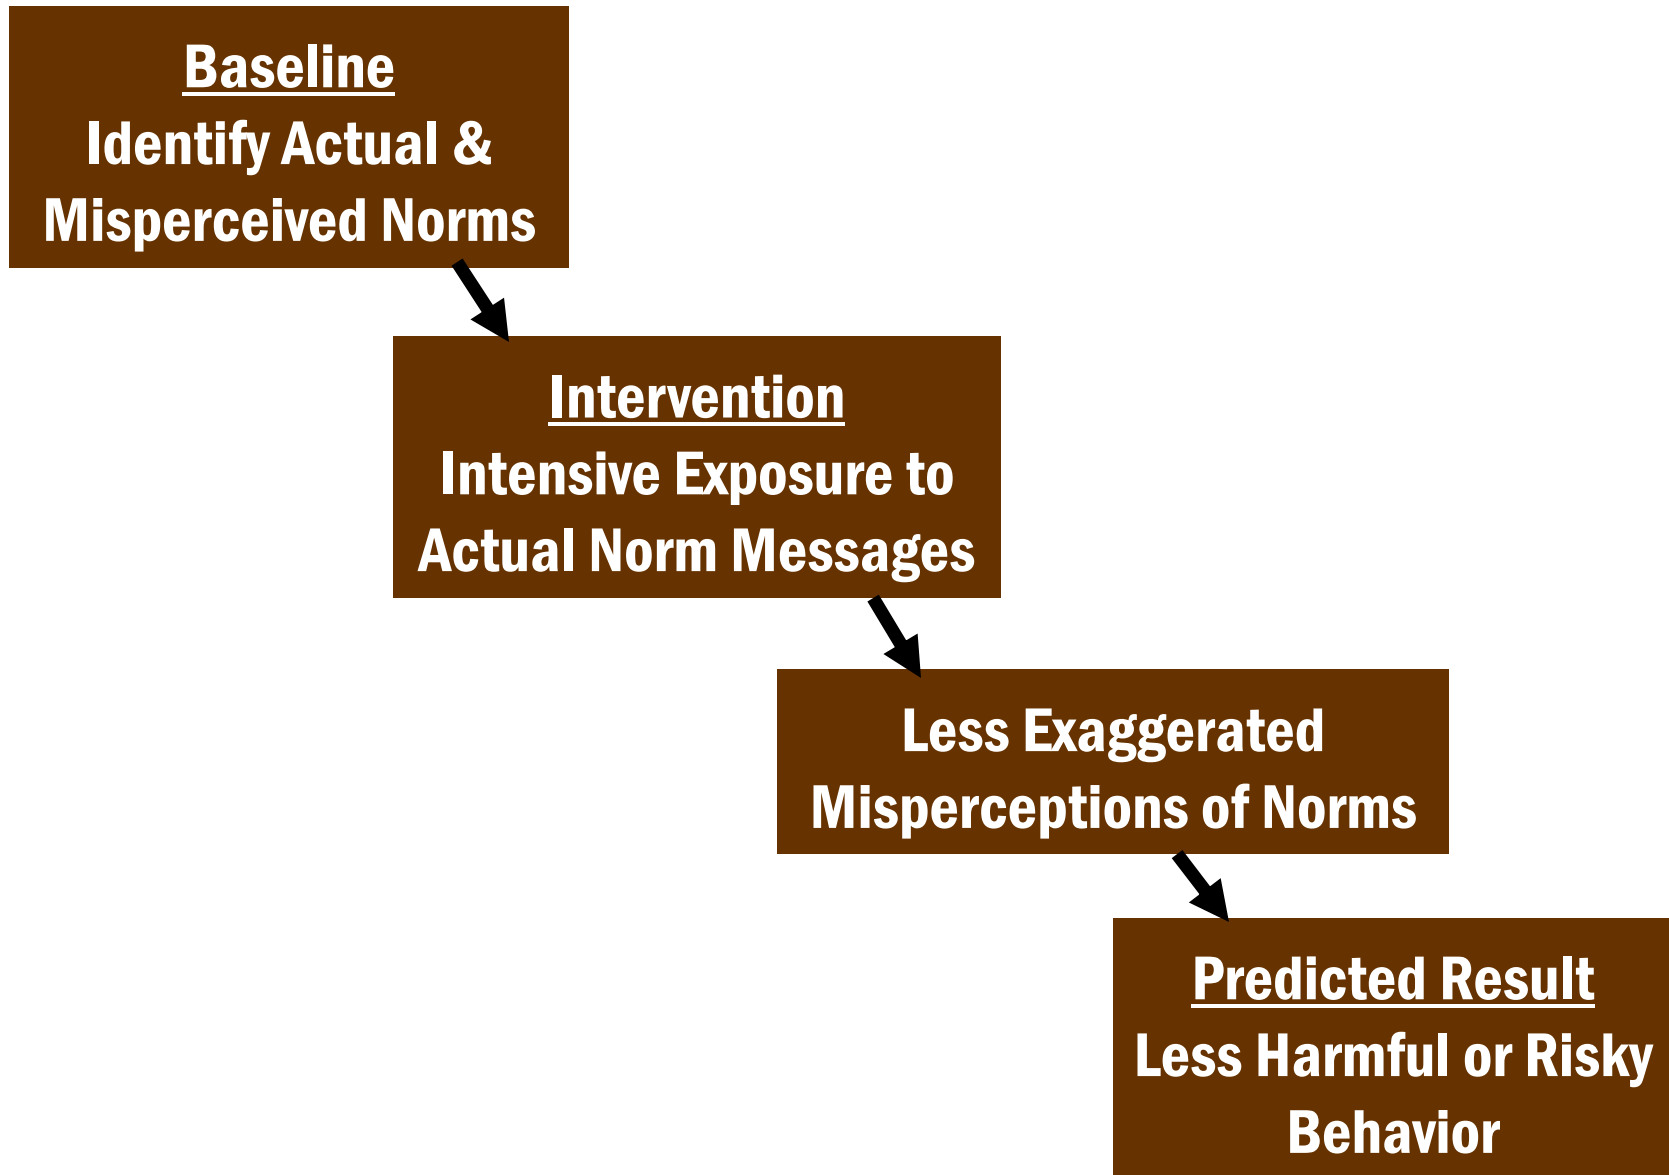 Baseline
Identify Actual &
Misperceived Norms
Intervention
Intensive Exposure to
Actual Norm Messages
Less Exaggerated
Misperceptions of Norms
Predicted Result
Less Harmful or Risky
Behavior